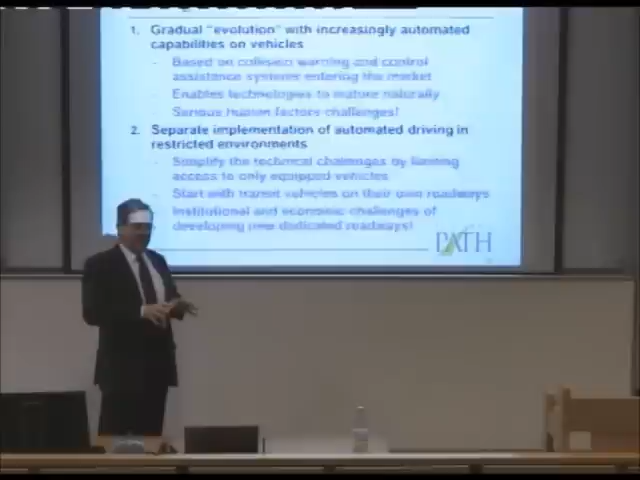 1. Gradual "evolution" with increasingly automated
capabilities on vehicles
- Based on collision warning and control
assistance systems entering the market
- Enables technologies to mature naturally
- Serious human factors challenges!
2. Separate implementation of automated driving in
restricted environments
- Simplify the technical challenges by limiting
access to only equipped vehicles
- Start with transit vehicles on their own roadways
- Institutional and economic challenges of
developing new dedicated roadways!
PATH